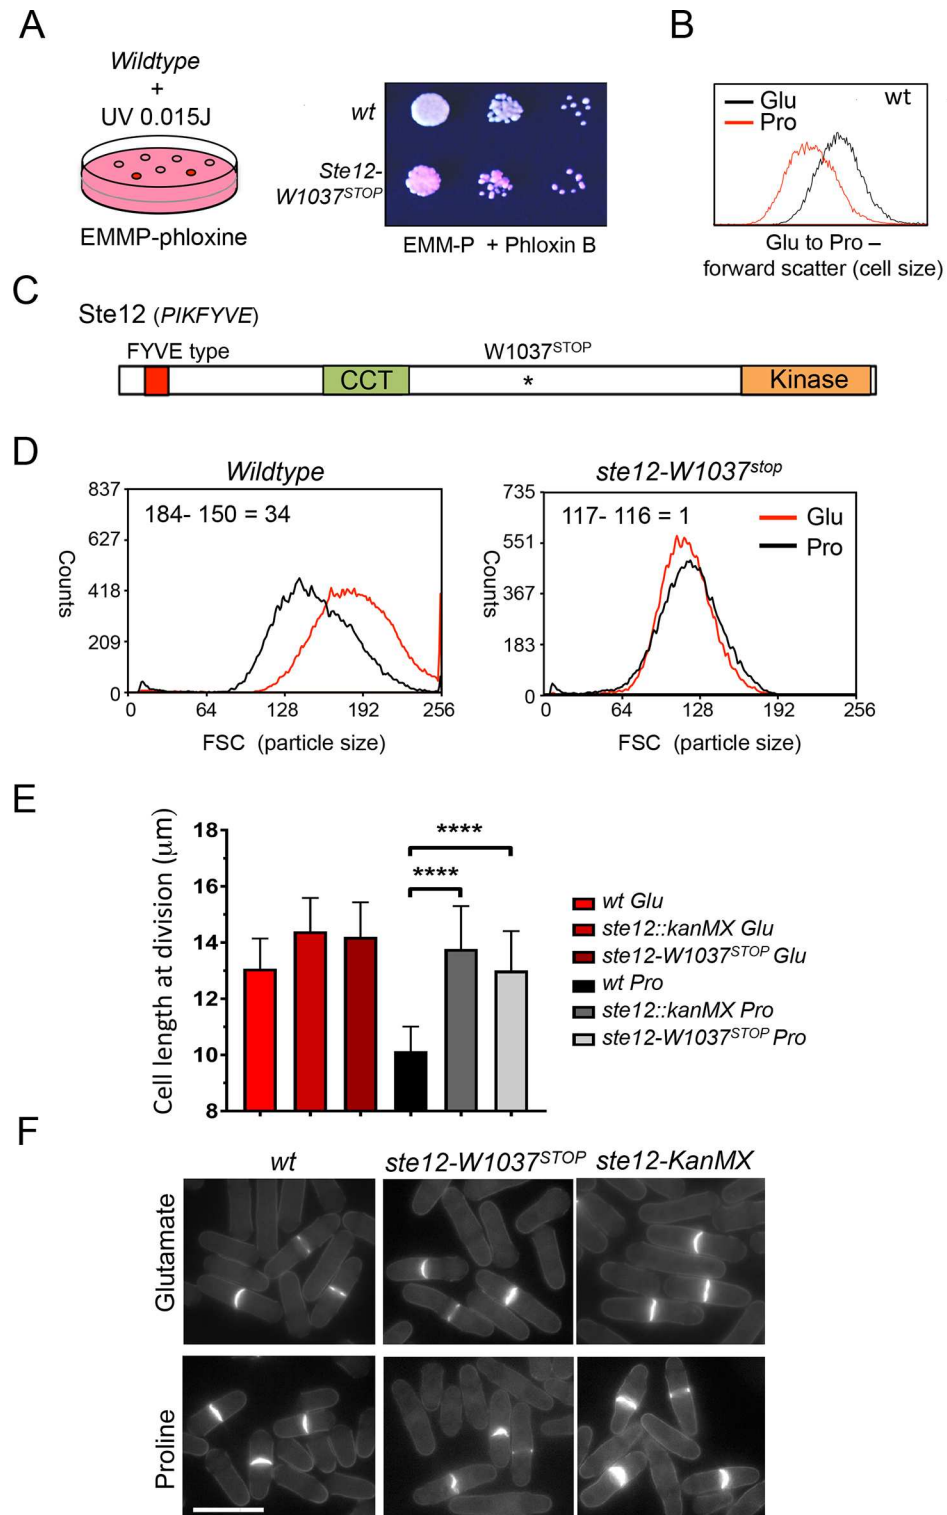 A
Wildtype
+
UV 0.015J
EMMP-phloxine
wt
Ste12-
W1037STOP
EMM-P + Phloxin B
B
Glu
Pro
wt
Glu to Pro –
forward scatter (cell size)
C
Ste12 (PIKFYVE)
FYVE type
W1037STOP
CCT
*
Kinase
D
Wildtype
837
627
418
209
0
Counts
184- 150 = 34
0 64 128 192 256
FSC (particle size)
ste12-W1037stop
735
551
367
183
0
Counts
117- 116 = 1
Glu
Pro
0 64 128 192 256
FSC (particle size)
E
Cell length at division (µm)
18
16
14
12
10
8
****
****
wt Glu
ste12::kanMX Glu
ste12-W1037STOP Glu
wt Pro
ste12::kanMX Pro
ste12-W1037STOP Pro
F
wt
ste12-W1037STOP
ste12-KanMX
Glutamate
Proline